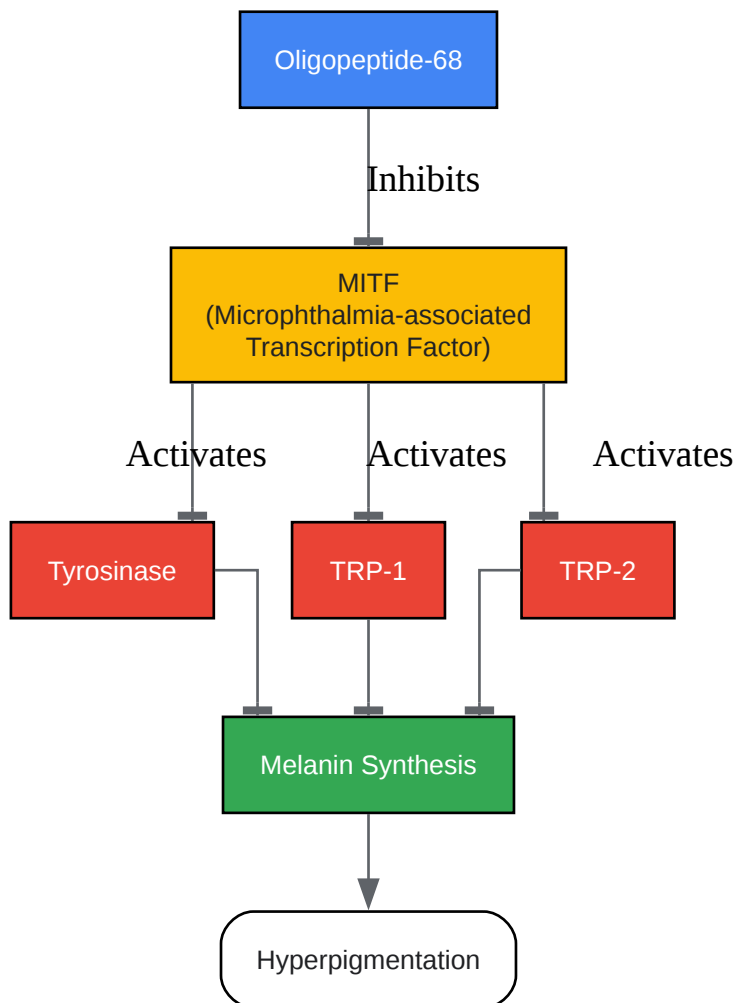 Oligopeptide-68
Inhibits
MITF
(Microphthalmia-associated
Transcription Factor)
Activates
Activates
Activates
Tyrosinase
TRP-1
TRP-2
Melanin Synthesis
Hyperpigmentation